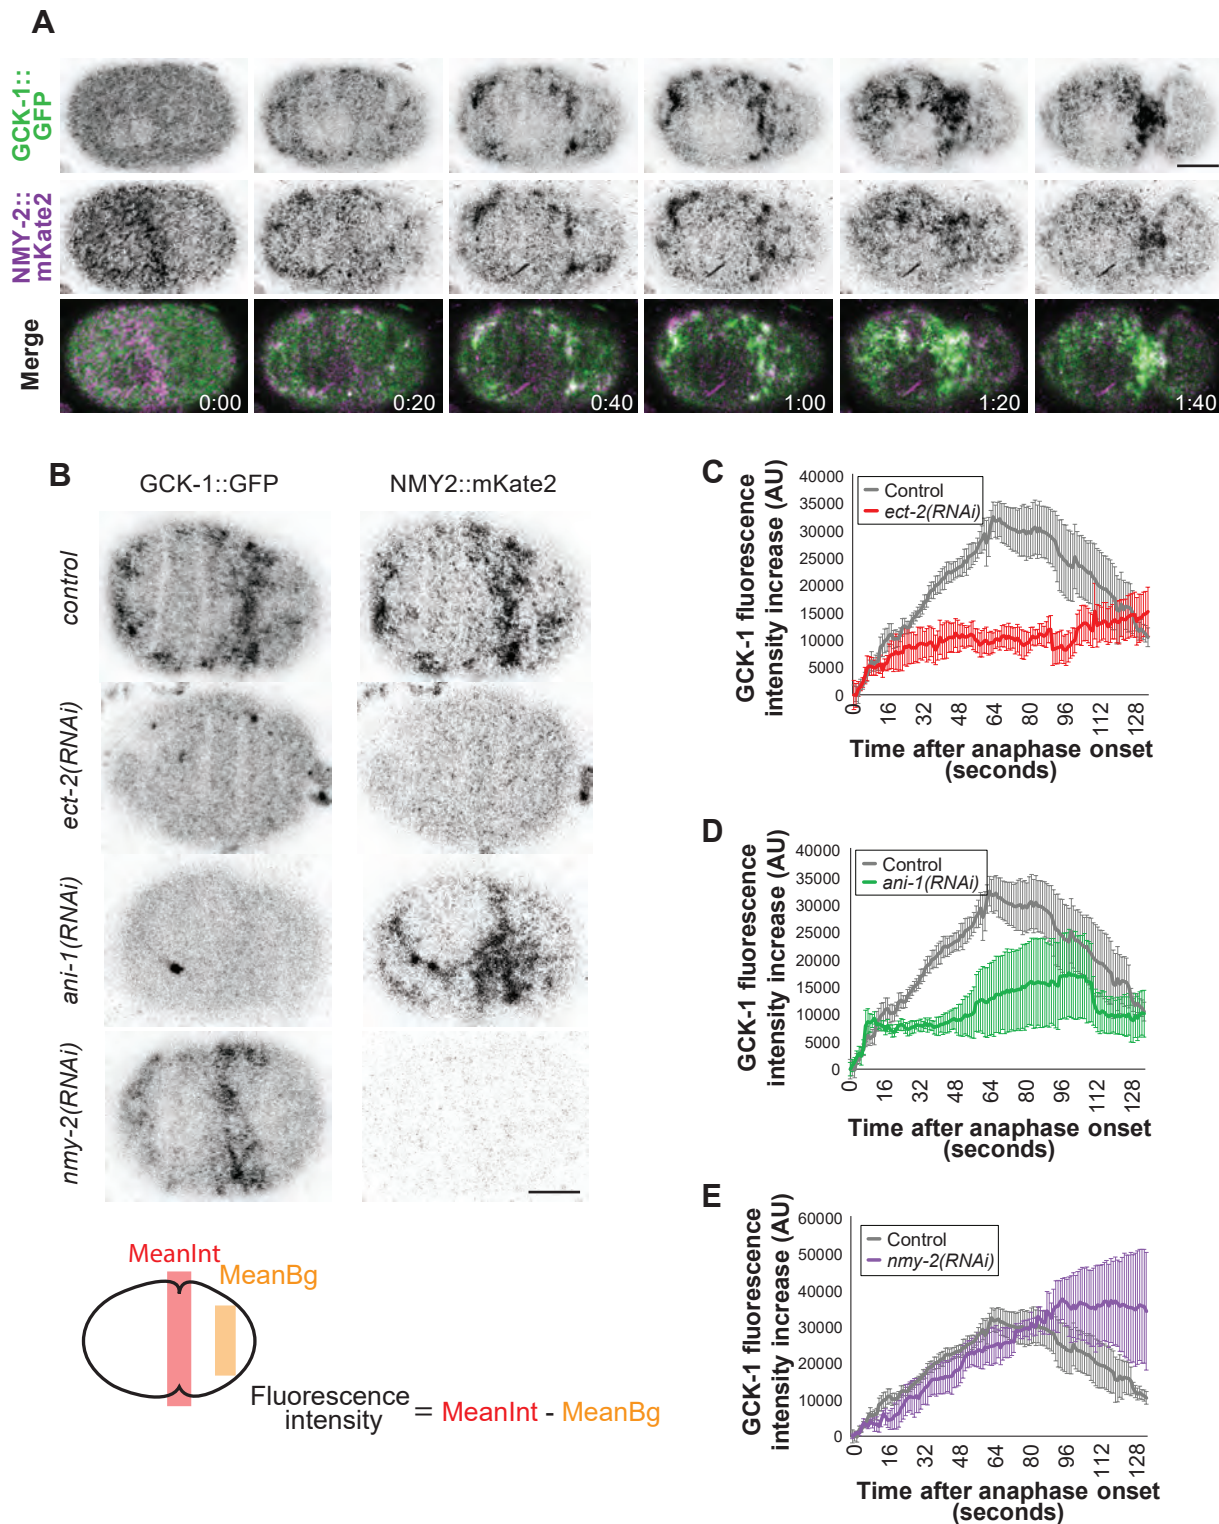 A
GCK-1::
GFP
NMY-2::
mKate2
Merge
0:00
0:20
0:40
1:00
1:20
1:40
B
GCK-1::GFP
NMY2::mKate2
control
ect-2(RNAi)
ani-1(RNAi)
nmy-2(RNAi)
MeanInt
MeanBg
Fluorescence
intensity
= MeanInt - MeanBg
C
GCK-1 fluorescence
intensity increase (AU)
40000
35000
30000
25000
20000
15000
10000
5000
0
Control
ect-2(RNAi)
0
16
32
48
64
80
96
112
128
Time after anaphase onset
(seconds)
D
GCK-1 fluorescence
intensity increase (AU)
40000
35000
30000
25000
20000
15000
10000
5000
0
Control
ani-1(RNAi)
0
16
32
48
64
80
96
112
128
Time after anaphase onset
(seconds)
E
GCK-1 fluorescence
intensity increase (AU)
60000
50000
40000
30000
20000
10000
0
Control
nmy-2(RNAi)
0
16
32
48
64
80
96
112
128
Time after anaphase onset
(seconds)